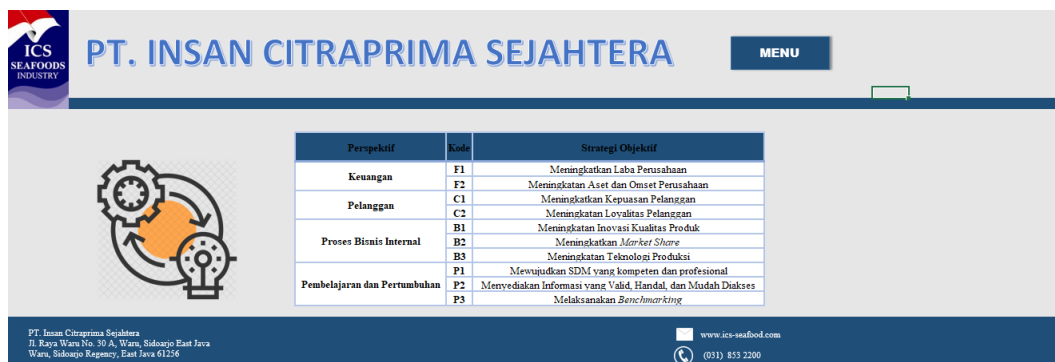 ICS
SEAFOODS
INDUSTRY
PT. INSAN CITRAPRIMA SEJAHTERA
MENU
Perspektif Kode Strategi Objektif
Keuangan
F1 Meningkatkan Laba Perusahaan
F2 Meningkatan Aset dan Omset Perusahaan
Pelanggan
C1 Meningkatkan Kepuasan Pelanggan
C2 Meningkatan Loyalitas Pelanggan
Proses Bisnis Internal
B1 Meningkatan Inovasi Kualitas Produk
B2 Meningkatkan Market Share
B3 Meningkatan Teknologi Produksi
Pembelajaran dan Pertumbuhan
P1 Mewujudkan SDM yang kompeten dan profesional
P2 Menyediakan Informasi yang Valid, Handal, dan Mudah Diakses
P3 Melaksanakan Benchmarking
PT. Insan Citraprima Sejahtera
Jl. Raya Waru No. 30 A, Waru, Sidoarjo East Java
Waru, Sidoarjo Regency, East Java 61256
www.ics-seafood.com
(031) 853 2200